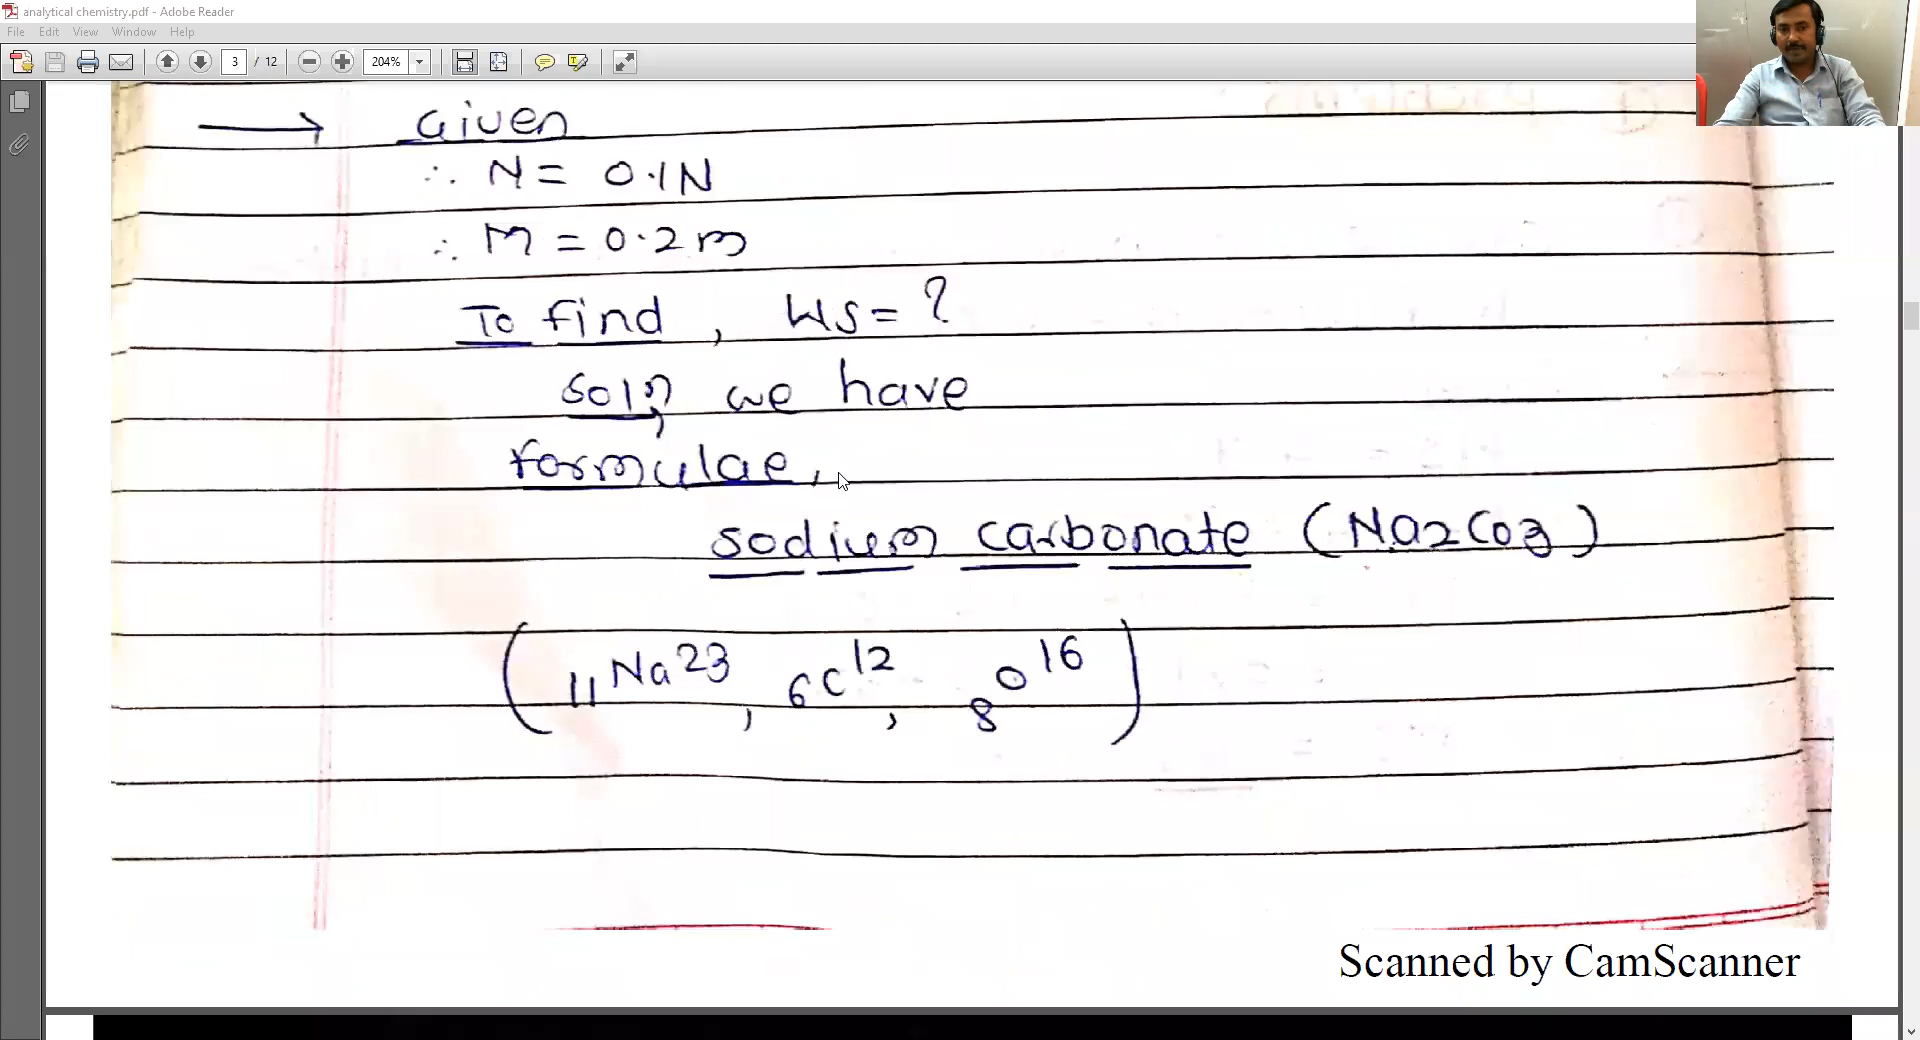 analytical chemistry.pdf - Adobe Reader
File Edit View Window Help
3 / 12 204%
Given
∴ N = 0.1N
∴ M = 0.2m
To find, Ws = ?
Soln, we have
formulae,
sodium carbonate (Na2Co3)
(11Na23, 6C12, 8O16)
Scanned by CamScanner